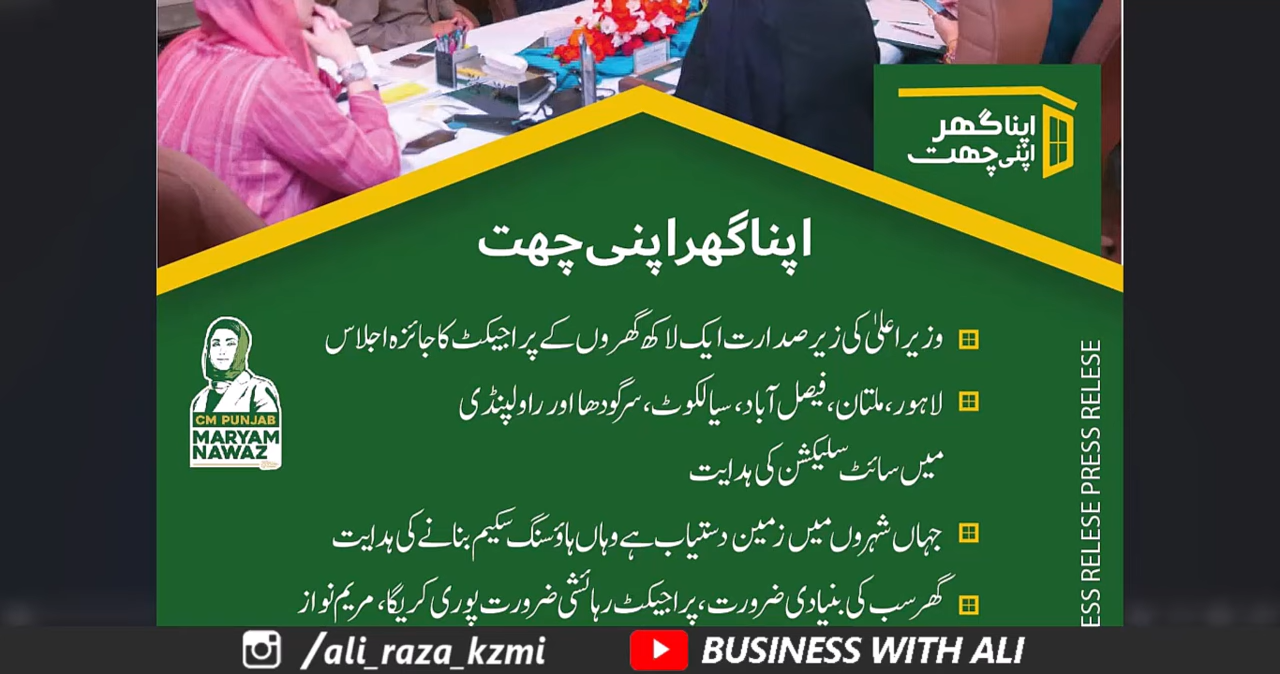 اپنا گھر
اپنی چھت
اپنا گھر اپنی چھت
وزیر اعلیٰ کی زیر صدارت ایک لاکھ گھروں کے پراجیکٹ کا جائزہ اجلاس
لاہور، ملتان، فیصل آباد، سیالکوٹ، سرگودھا اور راولپنڈی
میں سائٹ سلیکشن کی ہدایت
جہاں شہروں میں زمین دستیاب ہے وہاں ہاؤسنگ سکیم بنانے کی ہدایت
گھر سب کی بنیادی ضرورت، پراجیکٹ رہائشی ضرورت پوری کریگا، مریم نواز
CM PUNJAB
MARYAM
NAWAZ
ESS RELESE PRESS RELESE
/ali_raza_kzmi
BUSINESS WITH ALI